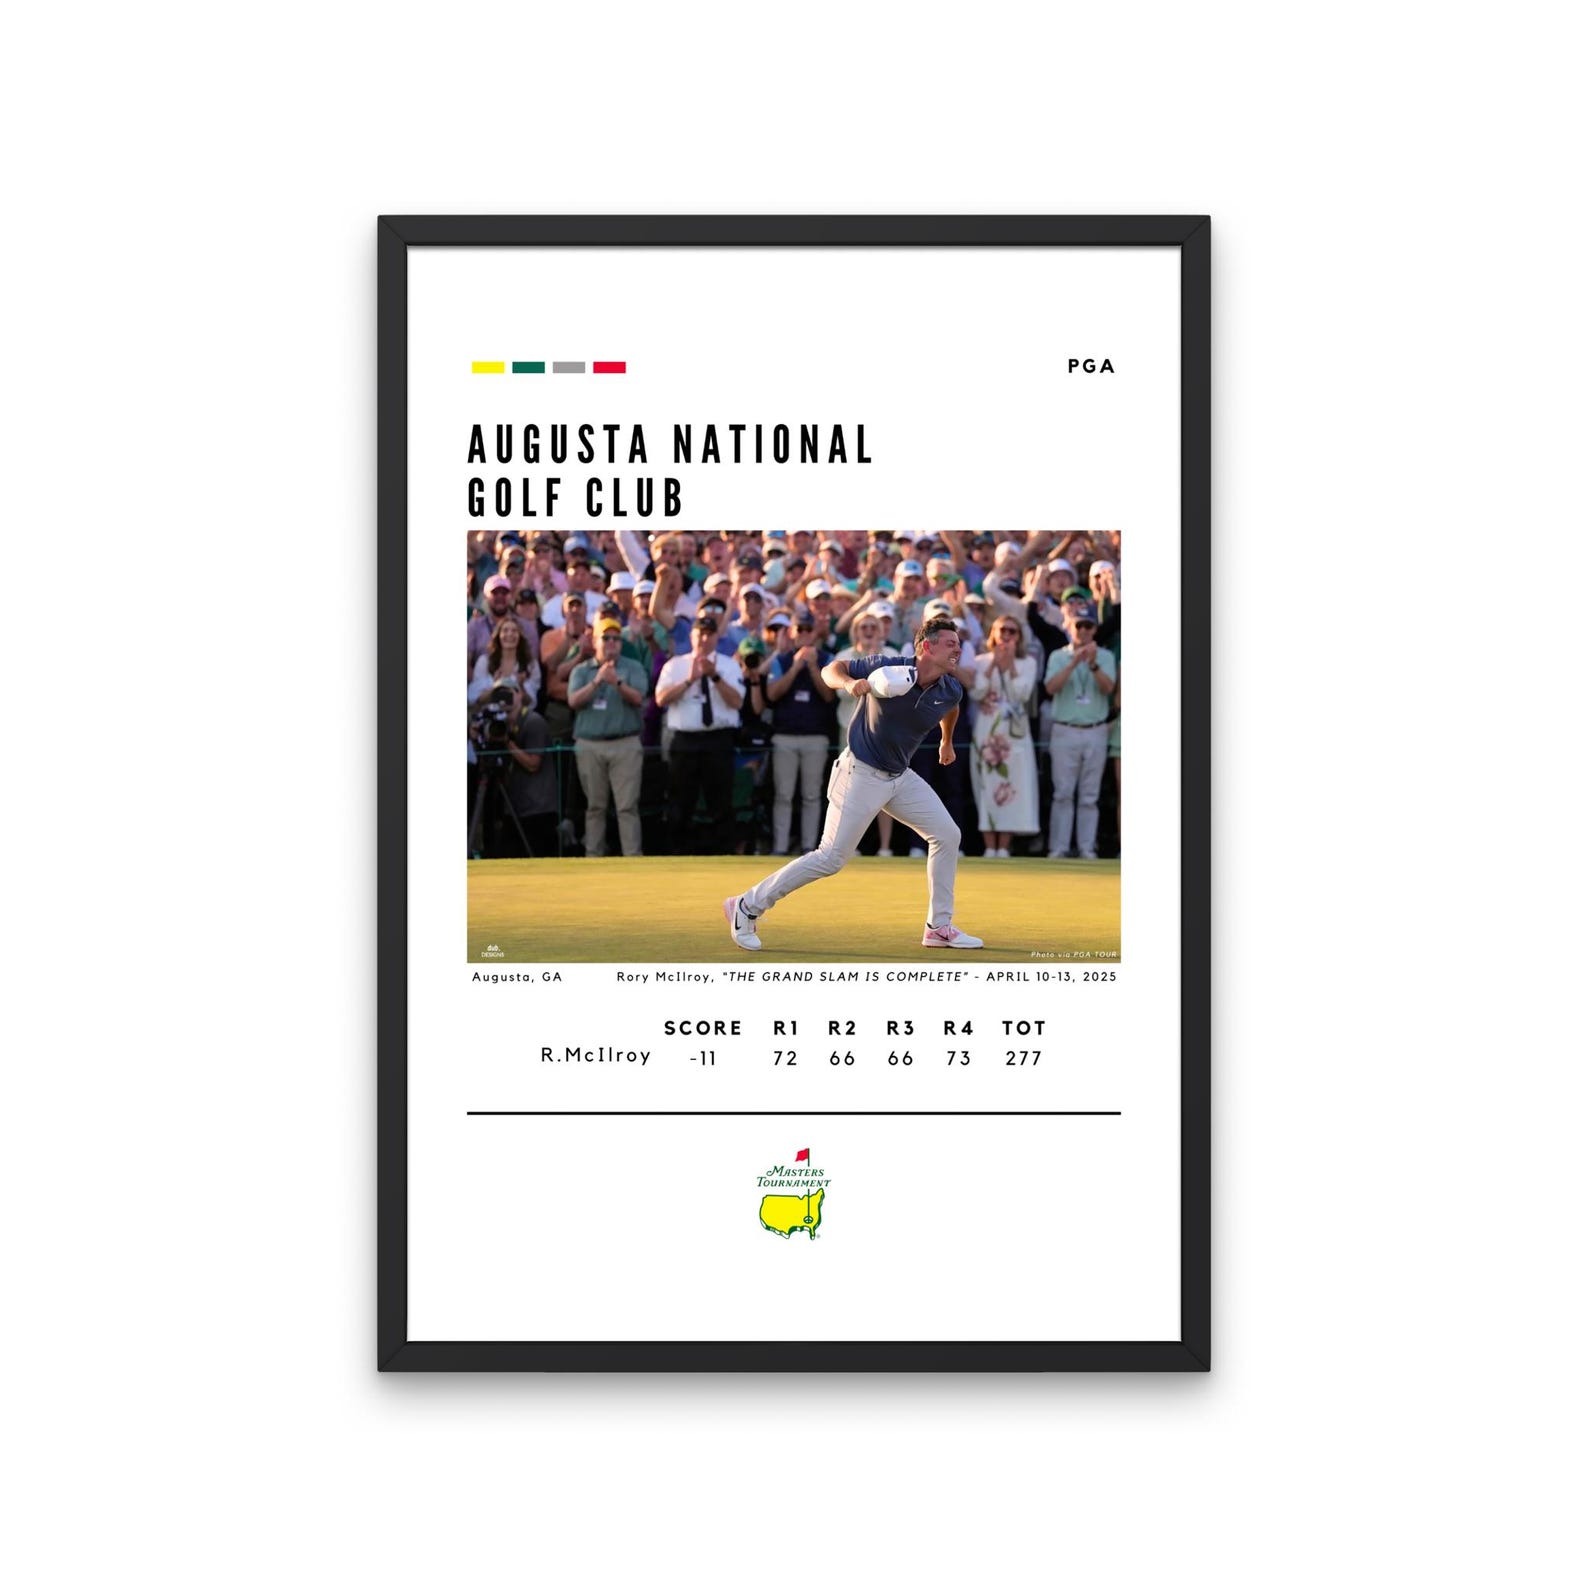 PGA
AUGUSTA NATIONAL
GOLF CLUB
dub.
DESIGNS
Photo via PGA TOUR
Augusta, GA
Rory McIlroy, "THE GRAND SLAM IS COMPLETE" - APRIL 10-13, 2025
SCORE R1 R2 R3 R4 TOT
R.McIlroy -11 72 66 66 73 277
MASTERS
TOURNAMENT